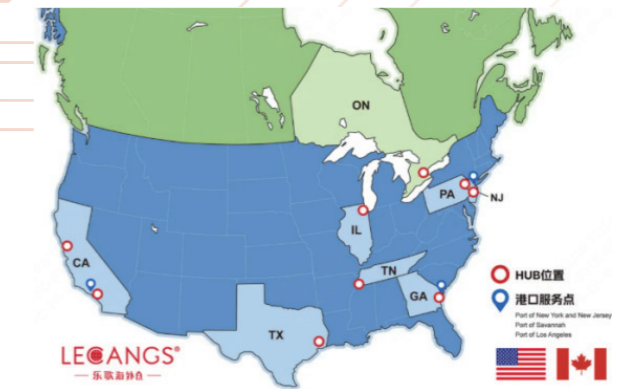 ON
PA
NJ
IL
CA
TN
GA
TX
HUB位置
港口服务点
Port of New York and New Jersey
Port of Savannah
Port of Los Angeles
LECANGS®
乐歌海外仓